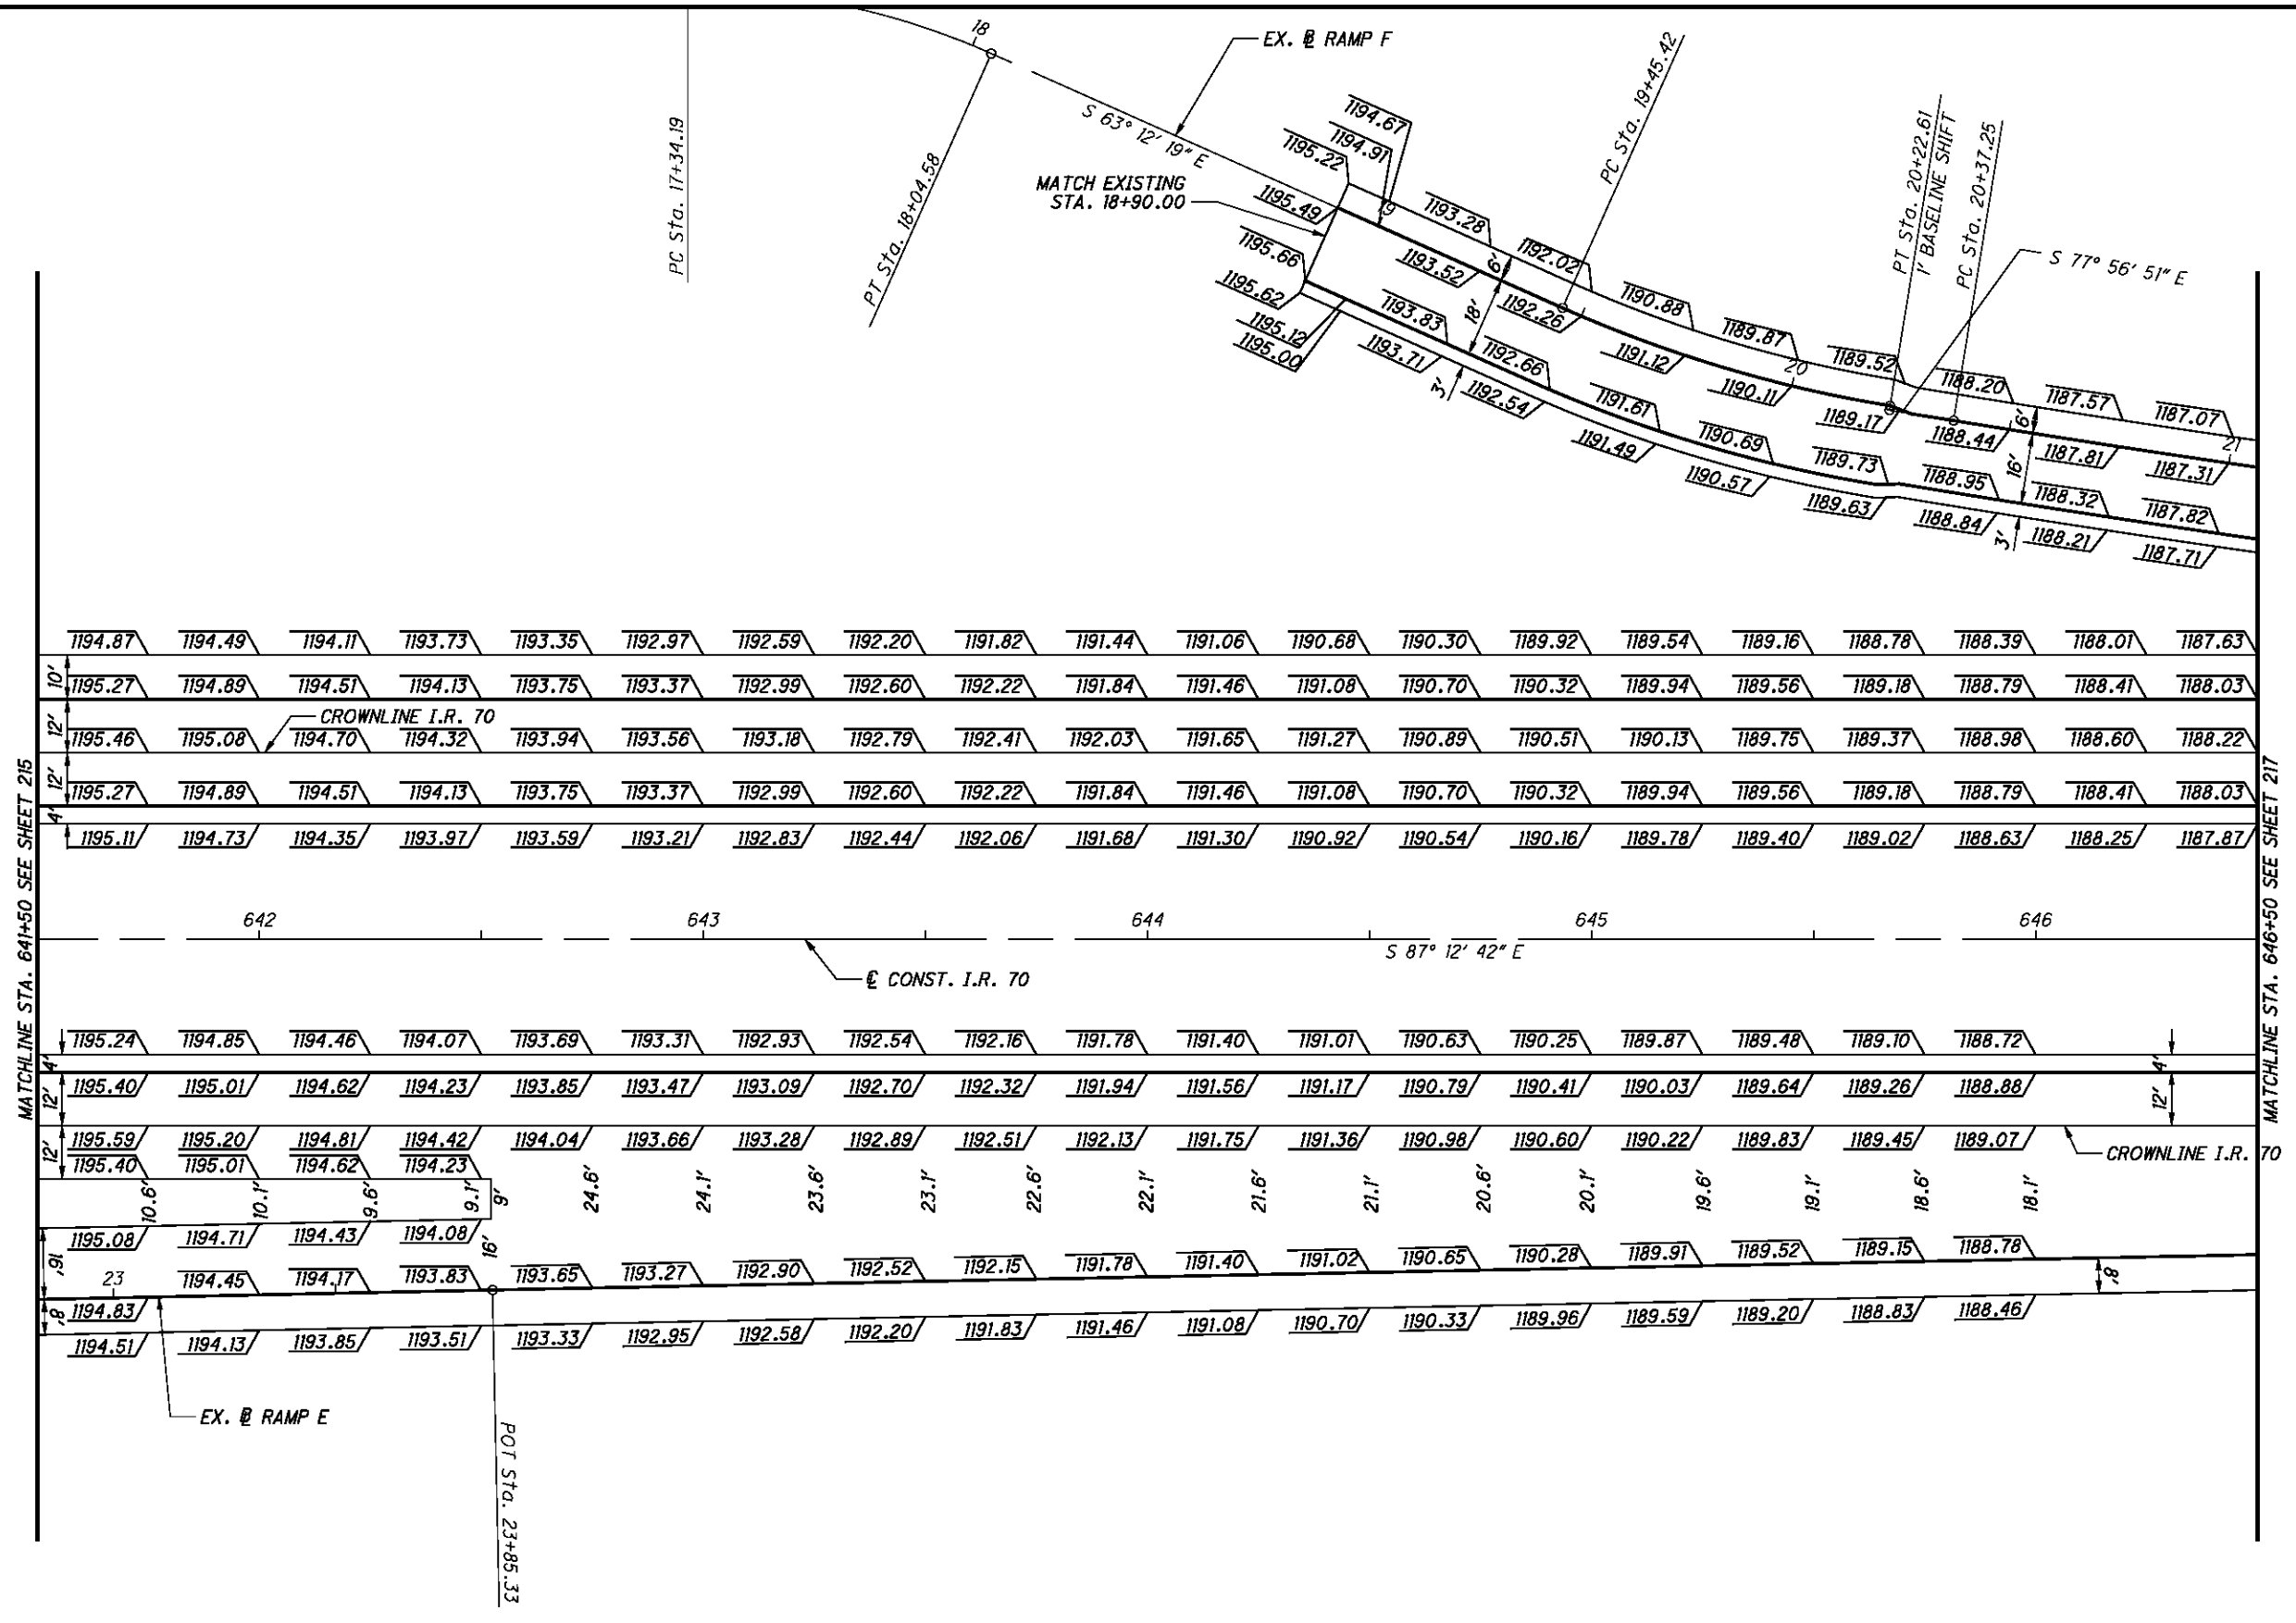 18
EX. ℄ RAMP F
S 63° 12' 19" E
PC Sta. 17+34.19
PT Sta. 18+04.58
MATCH EXISTING
STA. 18+90.00
1194.67
1194.91
1195.22
1195.49
19
1195.66
1195.62
1195.12
1195.00
PC Sta. 19+45.42
1193.28
1192.02
1190.88
1189.87
1189.52
1188.20
1187.57
1187.07
1193.52
6'
1192.26
1191.12
20
1190.11
1189.17
1188.44
6'
1187.81
21
1187.31
18'
16'
1193.83
1192.66
1191.61
1190.69
1189.73
1188.95
1188.32
1187.82
1193.71
3'
1192.54
1191.49
1190.57
1189.63
1188.84
3'
1188.21
1187.71
PT Sta. 20+22.61
1' BASELINE SHIFT
PC Sta. 20+37.25
S 77° 56' 51" E
MATCHLINE STA. 641+50 SEE SHEET 215
1194.87 1194.49 1194.11 1193.73 1193.35 1192.97 1192.59 1192.20 1191.82 1191.44 1191.06 1190.68 1190.30 1189.92 1189.54 1189.16 1188.78 1188.39 1188.01 1187.63
10'
1195.27 1194.89 1194.51 1194.13 1193.75 1193.37 1192.99 1192.60 1192.22 1191.84 1191.46 1191.08 1190.70 1190.32 1189.94 1189.56 1189.18 1188.79 1188.41 1188.03
CROWNLINE I.R. 70
12'
1195.46 1195.08 1194.70 1194.32 1193.94 1193.56 1193.18 1192.79 1192.41 1192.03 1191.65 1191.27 1190.89 1190.51 1190.13 1189.75 1189.37 1188.98 1188.60 1188.22
12'
1195.27 1194.89 1194.51 1194.13 1193.75 1193.37 1192.99 1192.60 1192.22 1191.84 1191.46 1191.08 1190.70 1190.32 1189.94 1189.56 1189.18 1188.79 1188.41 1188.03
4'
1195.11 1194.73 1194.35 1193.97 1193.59 1193.21 1192.83 1192.44 1192.06 1191.68 1191.30 1190.92 1190.54 1190.16 1189.78 1189.40 1189.02 1188.63 1188.25 1187.87
MATCHLINE STA. 646+50 SEE SHEET 217
642 643 644 645 646
S 87° 12' 42" E
℄ CONST. I.R. 70
1195.24 1194.85 1194.46 1194.07 1193.69 1193.31 1192.93 1192.54 1192.16 1191.78 1191.40 1191.01 1190.63 1190.25 1189.87 1189.48 1189.10 1188.72
4' 4'
1195.40 1195.01 1194.62 1194.23 1193.85 1193.47 1193.09 1192.70 1192.32 1191.94 1191.56 1191.17 1190.79 1190.41 1190.03 1189.64 1189.26 1188.88
12' 12'
1195.59 1195.20 1194.81 1194.42 1194.04 1193.66 1193.28 1192.89 1192.51 1192.13 1191.75 1191.36 1190.98 1190.60 1190.22 1189.83 1189.45 1189.07
12'
CROWNLINE I.R. 70
1195.40 1195.01 1194.62 1194.23
10.6' 10.1' 9.6' 9.1' 9' 24.6' 24.1' 23.6' 23.1' 22.6' 22.1' 21.6' 21.1' 20.6' 20.1' 19.6' 19.1' 18.6' 18.1'
1195.08 1194.71 1194.43 1194.08
16' 16'
23
1194.83 1194.45 1194.17 1193.83 1193.65 1193.27 1192.90 1192.52 1192.15 1191.78 1191.40 1191.02 1190.65 1190.28 1189.91 1189.52 1189.15 1188.78
8' 8'
1194.51 1194.13 1193.85 1193.51 1193.33 1192.95 1192.58 1192.20 1191.83 1191.46 1191.08 1190.70 1190.33 1189.96 1189.59 1189.20 1188.83 1188.46
EX. ℄ RAMP E
POT Sta. 23+85.33